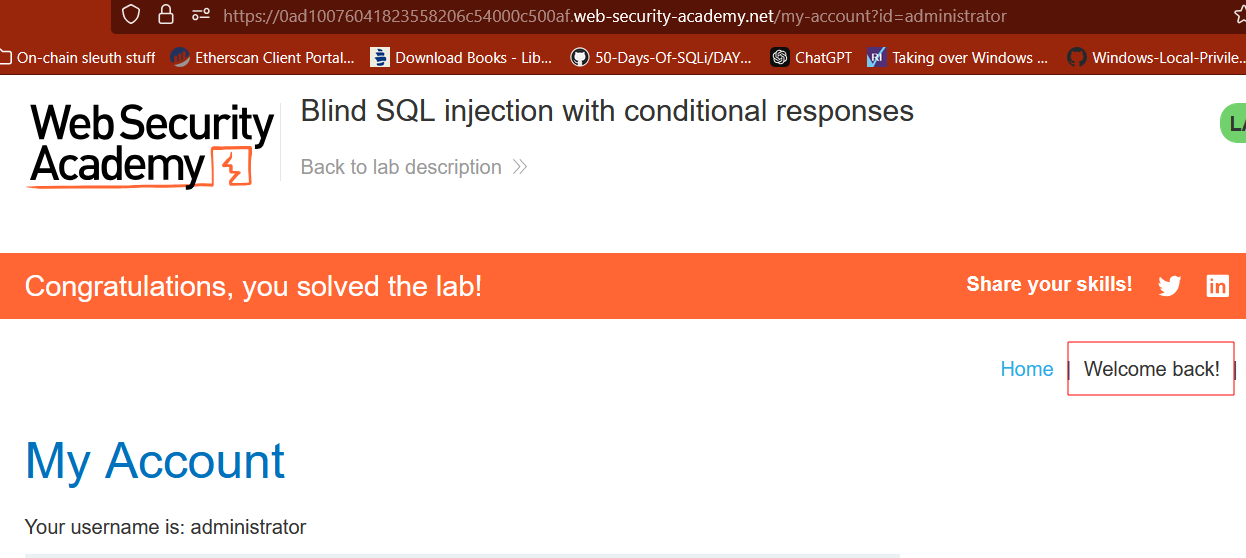 https://0ad10076041823558206c54000c500af.web-security-academy.net/my-account?id=administrator
On-chain sleuth stuff Etherscan Client Portal... Download Books - Lib... 50-Days-Of-SQLi/DAY... ChatGPT Taking over Windows ... Windows-Local-Privile...
Web Security
Academy
Blind SQL injection with conditional responses
Back to lab description
LA
Congratulations, you solved the lab!
Share your skills!
Home | Welcome back! |
My Account
Your username is: administrator